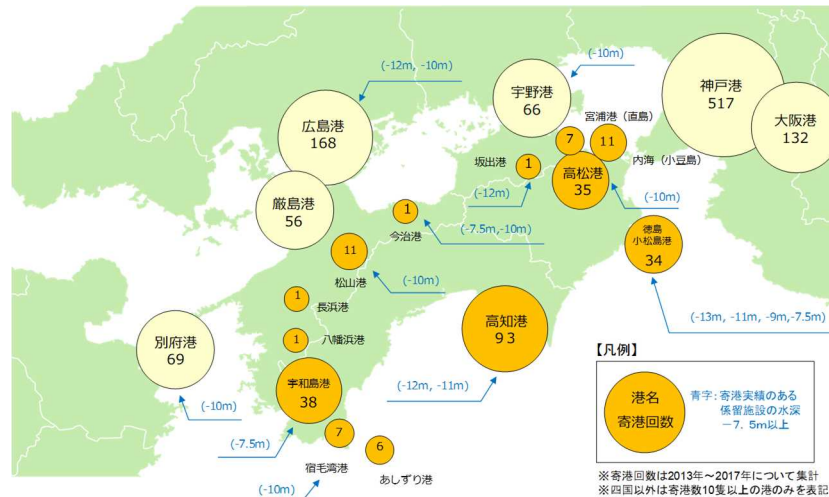 (-12m, -10m)
(-10m)
神戸港
517
大阪港
132
宇野港
66
広島港
168
宮浦港（直島）
7
11
内海（小豆島）
坂出港
1
高松港
35
(-12m)
(-10m)
厳島港
56
1
今治港
(-7.5m,-10m)
徳島
小松島港
34
11
松山港
(-10m)
(-13m, -11m, -9m,-7.5m)
1
長浜港
1
八幡浜港
高知港
93
(-12m, -11m)
別府港
69
(-10m)
宇和島港
38
(-7.5m)
7
宿毛湾港
(-10m)
6
あしずり港
【凡例】
港名
寄港回数
青字：寄港実績のある
係留施設の水深
－7．5m以上
※寄港回数は2013年～2017年について集計
※四国以外は寄港数10隻以上の港のみを表記